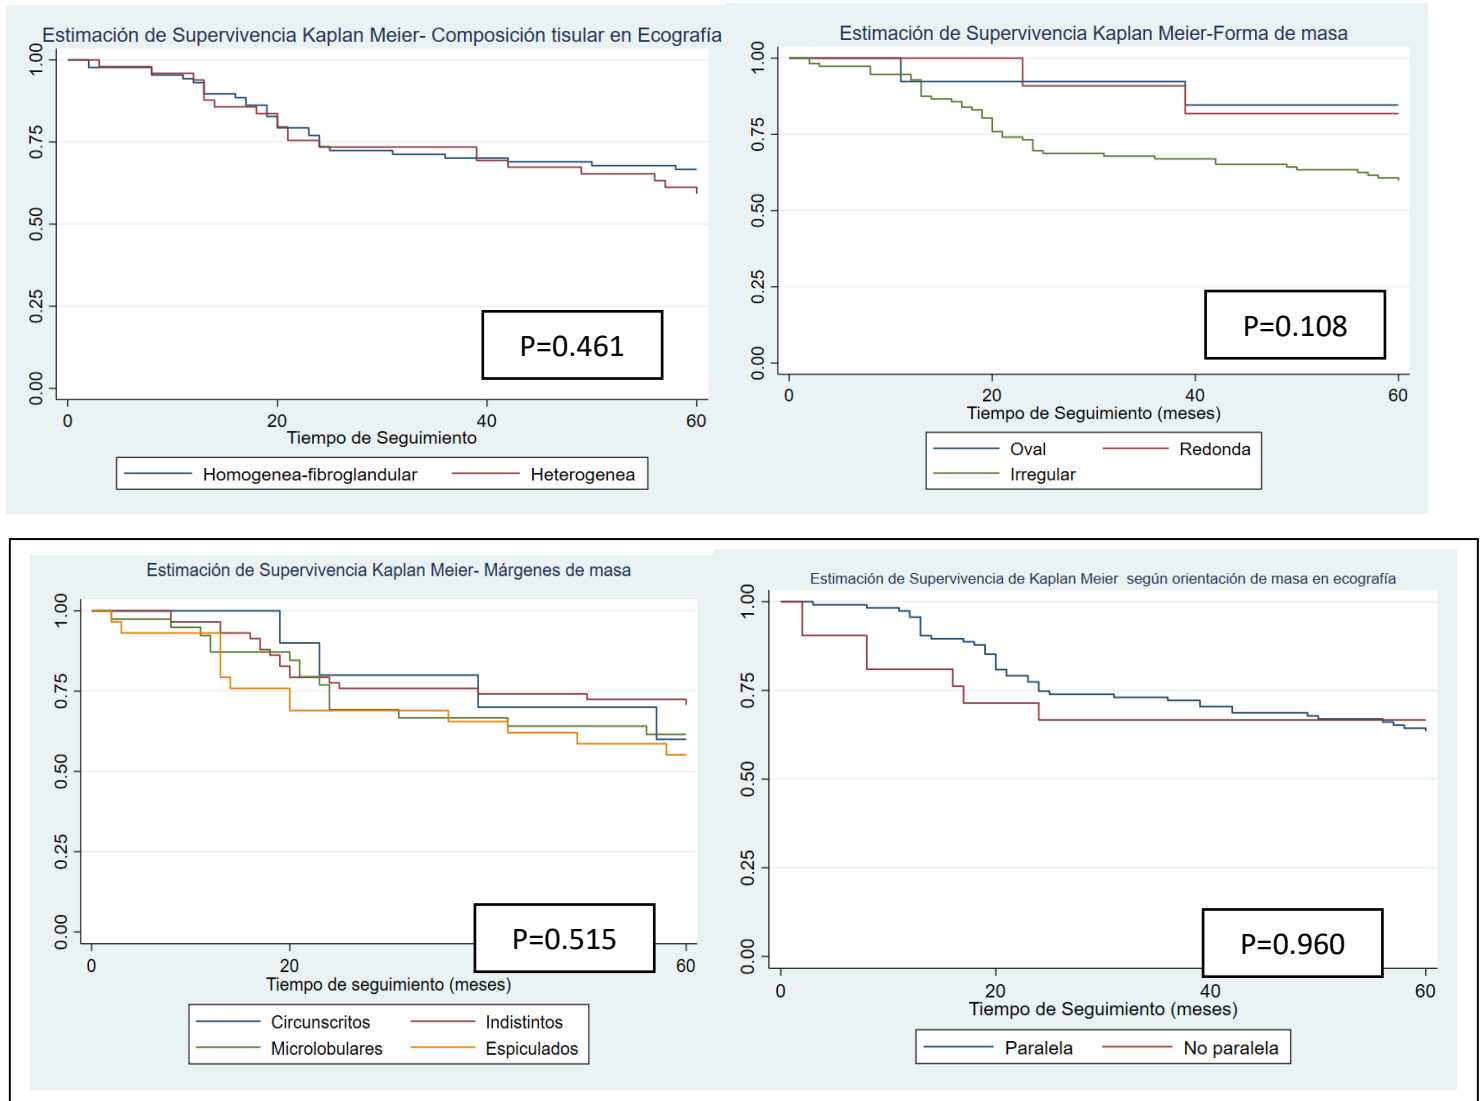 Estimación de Supervivencia Kaplan Meier- Composición tisular en Ecografía
1.00
0.75
0.50
0.25
0.00
P=0.461
0 20 40 60
Tiempo de Seguimiento
Homogenea-fibroglandular Heterogenea
Estimación de Supervivencia Kaplan Meier-Forma de masa
1.00
0.75
0.50
0.25
0.00
P=0.108
0 20 40 60
Tiempo de Seguimiento (meses)
Oval Redonda
Irregular
Estimación de Supervivencia Kaplan Meier- Márgenes de masa
1.00
0.75
0.50
0.25
0.00
P=0.515
0 20 60
Tiempo de seguimiento (meses)
Circunscritos Indistintos
Microlobulares Espiculados
Estimación de Supervivencia de Kaplan Meier según orientación de masa en ecografía
1.00
0.75
0.50
0.25
0.00
P=0.960
0 20 40 60
Tiempo de Seguimiento (meses)
Paralela No paralela